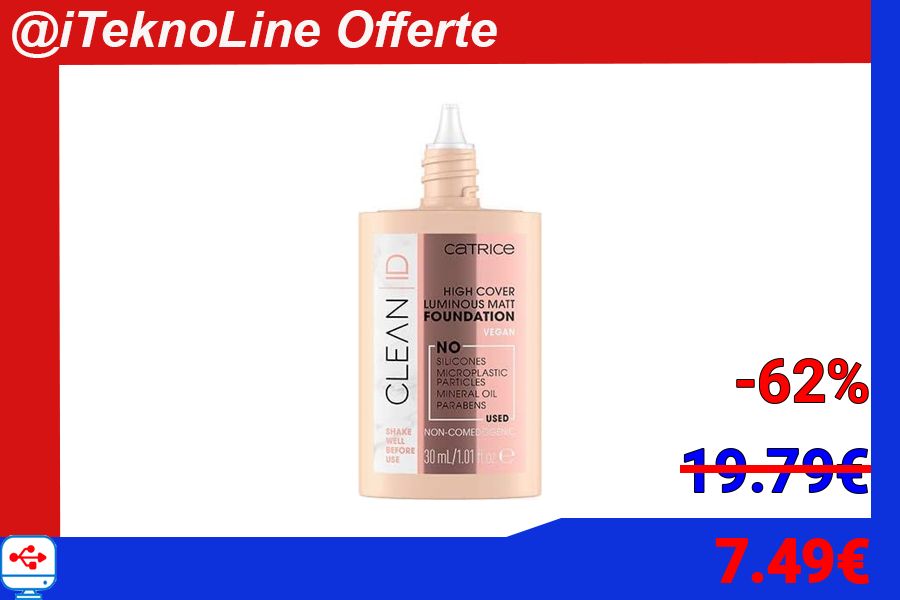 @iTeknoLine Offerte
CATRICE
CLEAN | ID
HIGH COVER
LUMINOUS MATT
FOUNDATION
VEGAN
NO
SILICONES
MICROPLASTIC
PARTICLES
MINERAL OIL
PARABENS
USED
NON-COMEDOGENIC
SHAKE
WELL
BEFORE
USE
30 mL/1.01 fl.oz. ℮
-62%
19.79€
7.49€